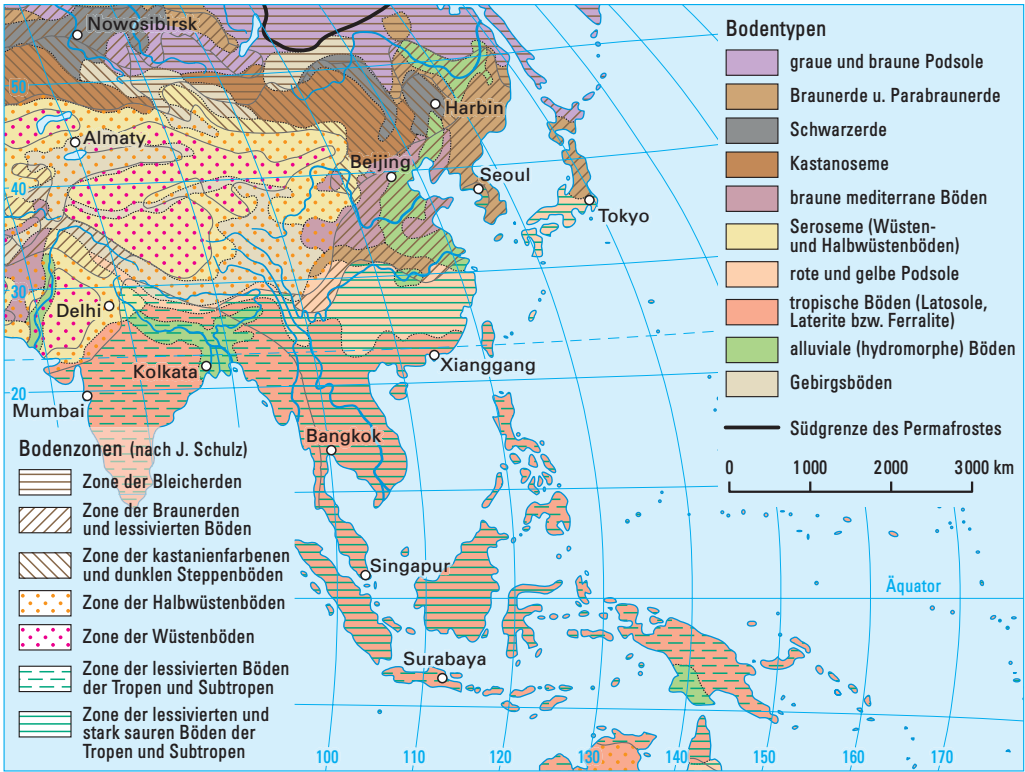 Nowosibirsk
50
Harbin
Almaty
Beijing
40
Seoul
Tokyo
30
Delhi
Kolkata
Xianggang
20
Mumbai
Bangkok
Singapur
Äquator
Surabaya
100
110
120
130
140
150
160
170
Bodentypen
graue und braune Podsole
Braunerde u. Parabraunerde
Schwarzerde
Kastanoseme
braune mediterrane Böden
Seroseme (Wüsten-
und Halbwüstenböden)
rote und gelbe Podsole
tropische Böden (Latosole,
Laterite bzw. Ferralite)
alluviale (hydromorphe) Böden
Gebirgsböden
Südgrenze des Permafrostes
0 1000 2000 3000 km
Bodenzonen (nach J. Schulz)
Zone der Bleicherden
Zone der Braunerden
und lessivierten Böden
Zone der kastanienfarbenen
und dunklen Steppenböden
Zone der Halbwüstenböden
Zone der Wüstenböden
Zone der lessivierten Böden
der Tropen und Subtropen
Zone der lessivierten und
stark sauren Böden der
Tropen und Subtropen